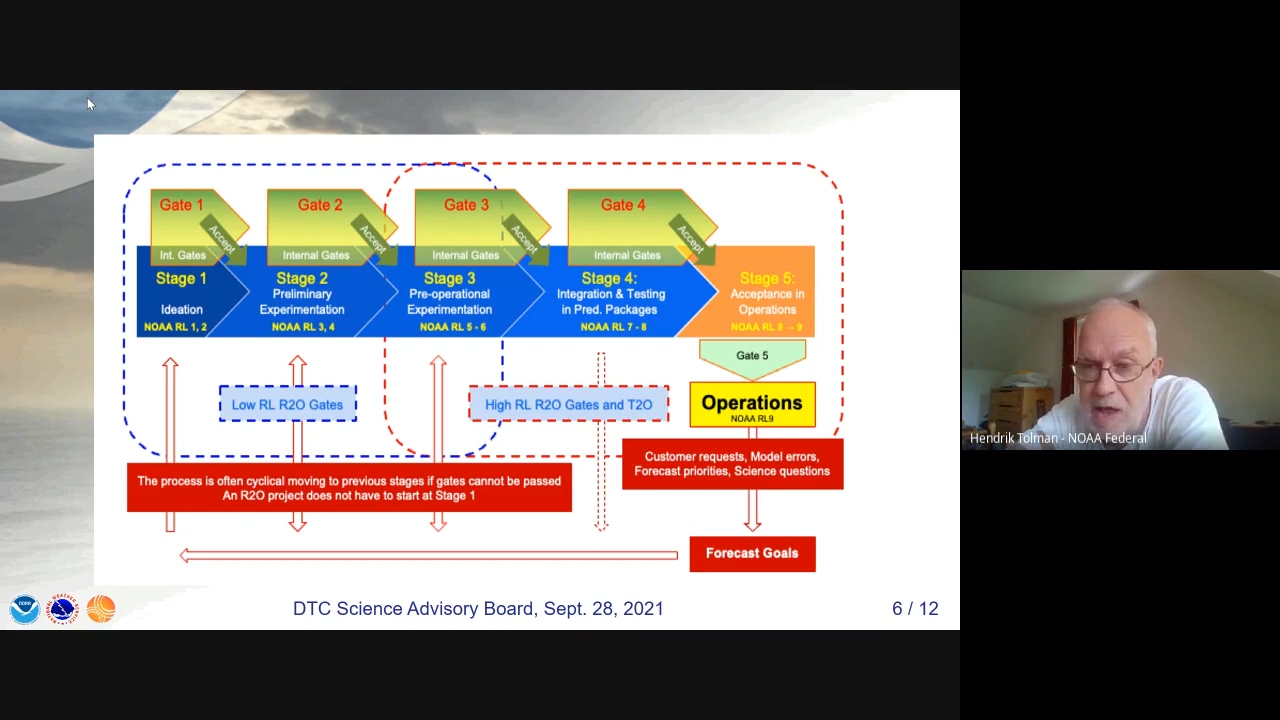 Gate 1
Gate 2
Gate 3
Gate 4
Accept
Accept
Accept
Accept
Int. Gates
Internal Gates
Internal Gates
Internal Gates
Stage 1
Ideation
NOAA RL 1, 2
Stage 2
Preliminary
Experimentation
NOAA RL 3, 4
Stage 3
Pre-operational
Experimentation
NOAA RL 5 - 6
Stage 4:
Integration & Testing
in Pred. Packages
NOAA RL 7 - 8
Stage 5:
Acceptance in
Operations
NOAA RL 8 → 9
Gate 5
Low RL R2O Gates
High RL R2O Gates and T2O
Operations
NOAA RL9
The process is often cyclical moving to previous stages if gates cannot be passed
An R2O project does not have to start at Stage 1
Customer requests, Model errors,
Forecast priorities, Science questions
Forecast Goals
DTC Science Advisory Board, Sept. 28, 2021
6 / 12
Hendrik Tolman - NOAA Federal